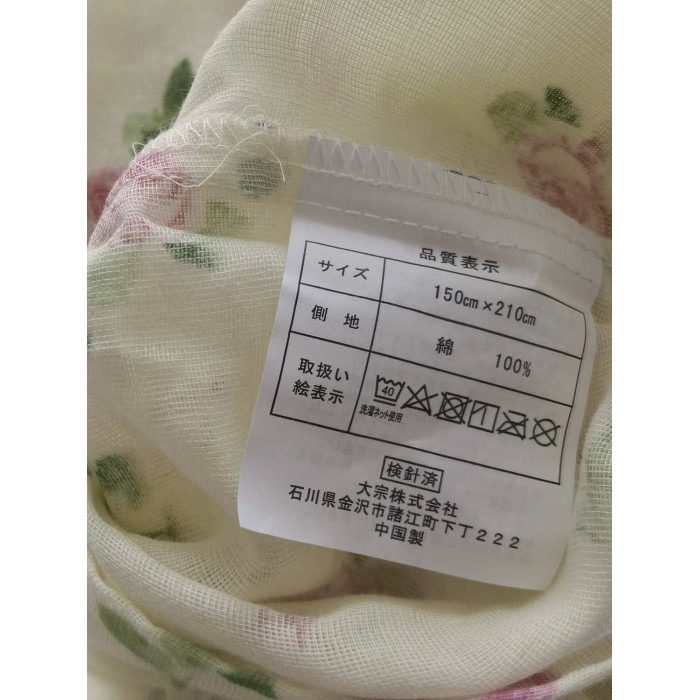 品質表示
サイズ 150cm×210cm
側地 綿 100%
取扱い
絵表示
40
洗濯ネット使用
検針済
大宗株式会社
石川県金沢市諸江町下丁222
中国製